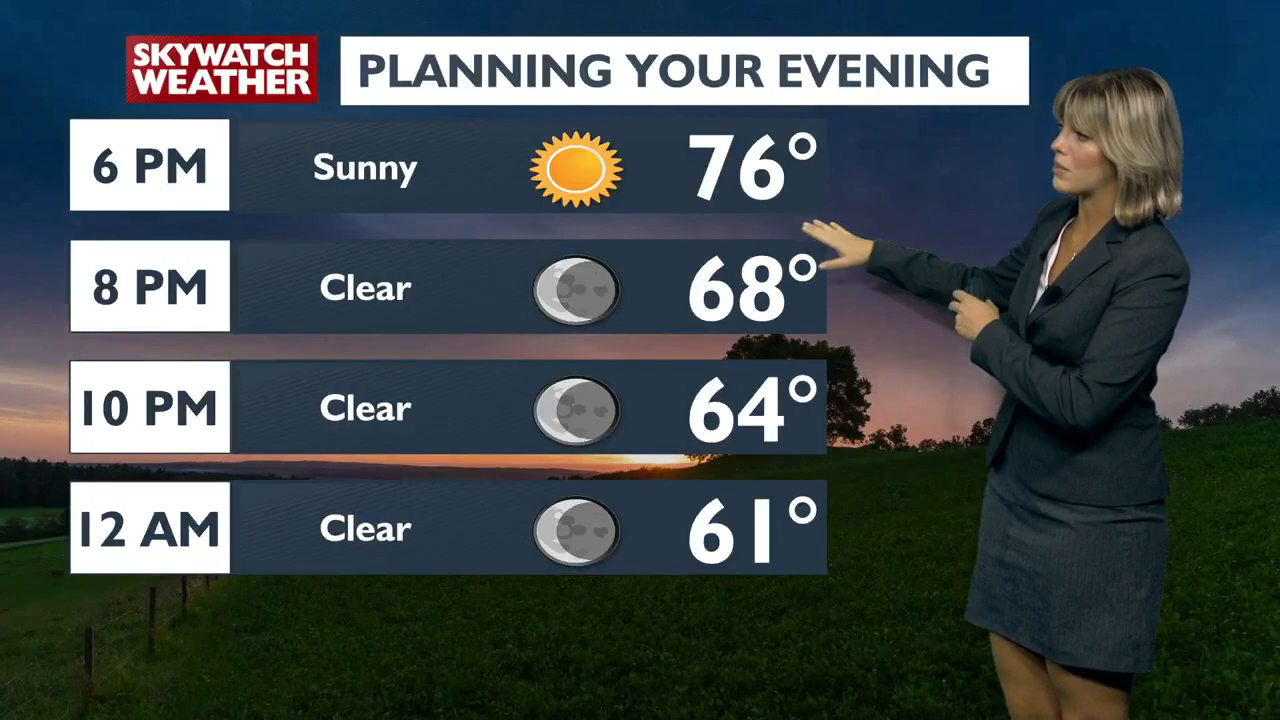 SKYWATCH
WEATHER
PLANNING YOUR EVENING
6 PM Sunny 76°
8 PM Clear 68°
10 PM Clear 64°
12 AM Clear 61°